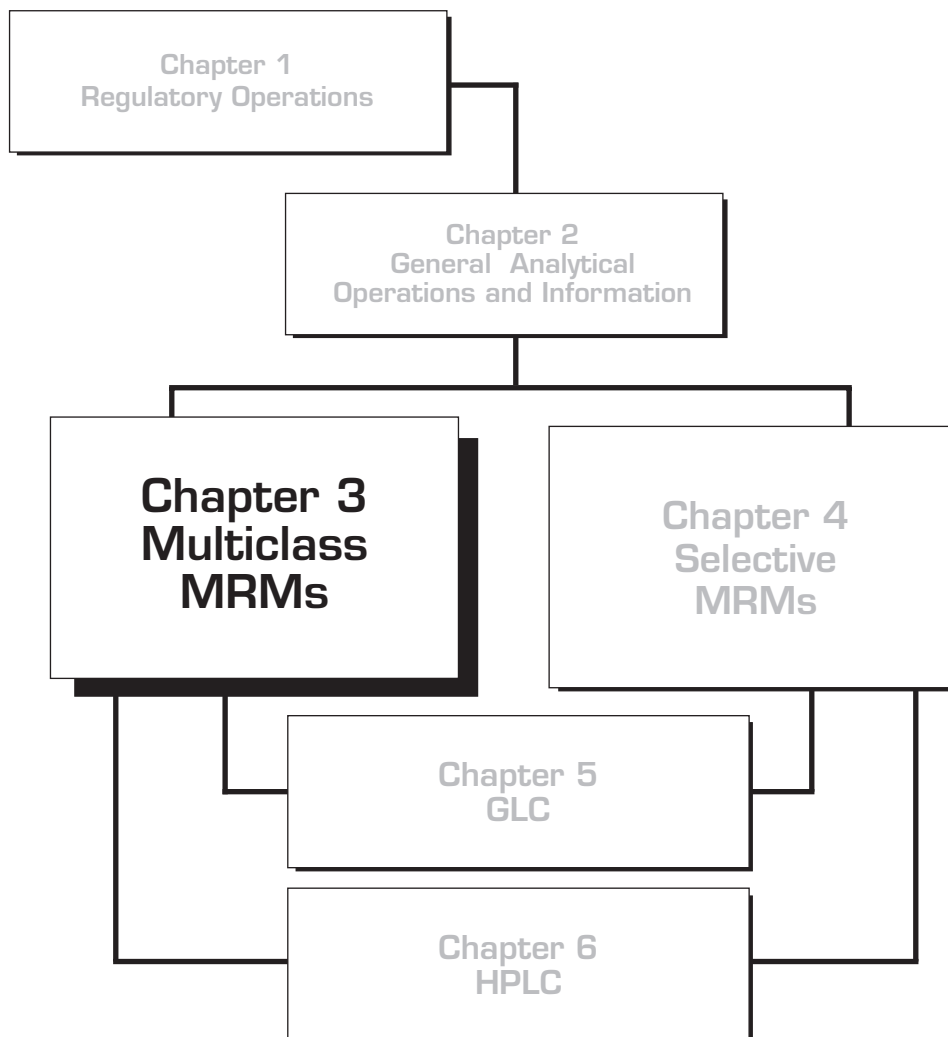 Chapter 1
Regulatory Operations
Chapter 2
General Analytical
Operations and Information
Chapter 3
Multiclass
MRMs
Chapter 4
Selective
MRMs
Chapter 5
GLC
Chapter 6
HPLC